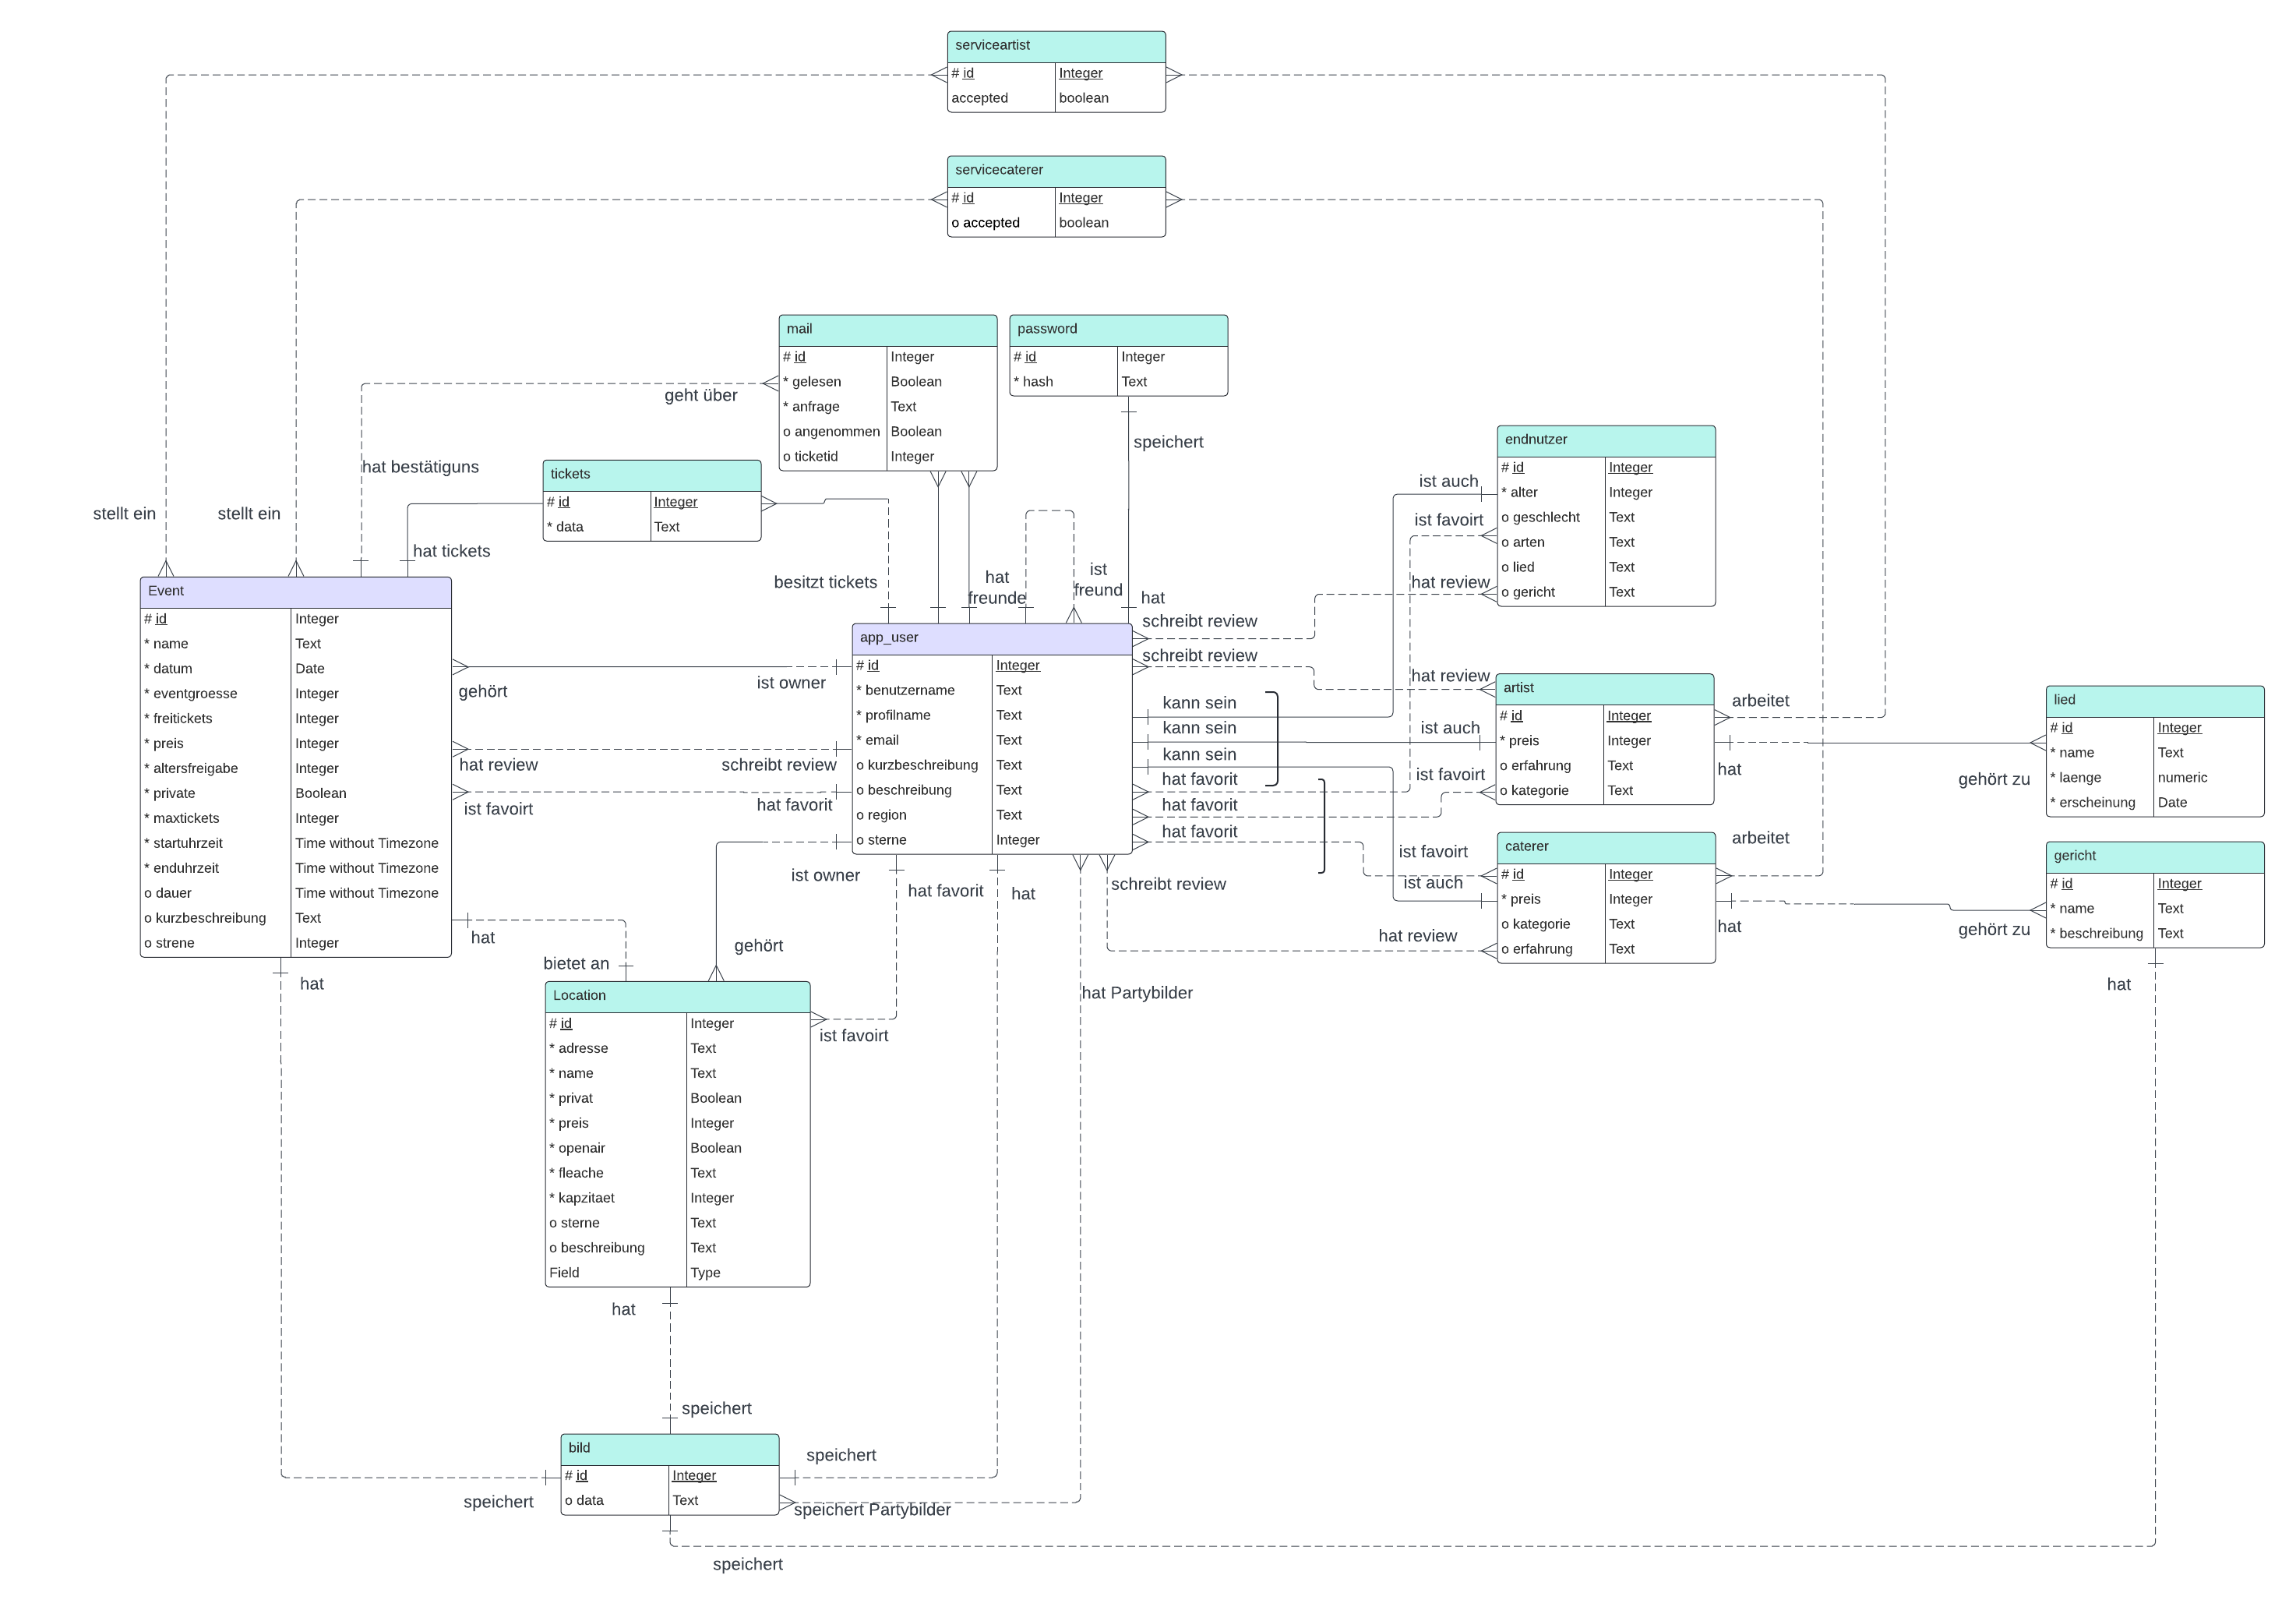 serviceartist
# id Integer
accepted boolean
servicecaterer
# id Integer
o accepted boolean
mail
# id Integer
* gelesen Boolean
* anfrage Text
o angenommen Boolean
o ticketid Integer
password
# id Integer
* hash Text
geht über
speichert
hat bestätiguns
tickets
# id Integer
* data Text
stellt ein
stellt ein
hat tickets
besitzt tickets
hat
freunde
ist
freund
hat
endnutzer
# id Integer
* alter Integer
o geschlecht Text
o arten Text
o lied Text
o gericht Text
ist auch
ist favoirt
hat review
schreibt review
schreibt review
hat review
Event
# id Integer
* name Text
* datum Date
* eventgroesse Integer
* freitickets Integer
* preis Integer
* altersfreigabe Integer
* private Boolean
* maxtickets Integer
* startuhrzeit Time without Timezone
* enduhrzeit Time without Timezone
o dauer Time without Timezone
o kurzbeschreibung Text
o strene Integer
gehört
ist owner
hat review
schreibt review
ist favoirt
hat favorit
app_user
# id Integer
* benutzername Text
* profilname Text
* email Text
o kurzbeschreibung Text
o beschreibung Text
o region Text
o sterne Integer
kann sein
kann sein
kann sein
hat favorit
hat favorit
hat favorit
ist auch
ist favoirt
artist
# id Integer
* preis Integer
o erfahrung Text
o kategorie Text
arbeitet
hat
gehört zu
lied
# id Integer
* name Text
* laenge numeric
* erscheinung Date
ist favoirt
ist auch
caterer
# id Integer
* preis Integer
o kategorie Text
o erfahrung Text
arbeitet
hat
gehört zu
gericht
# id Integer
* name Text
* beschreibung Text
hat
ist owner
hat favorit
hat
schreibt review
hat review
hat
gehört
bietet an
hat
hat Partybilder
ist favoirt
Location
# id Integer
* adresse Text
* name Text
* privat Boolean
* preis Integer
* openair Boolean
* fleache Text
* kapzitaet Integer
o sterne Text
o beschreibung Text
Field Type
hat
speichert
bild
# id Integer
o data Text
speichert
speichert
speichert Partybilder
speichert